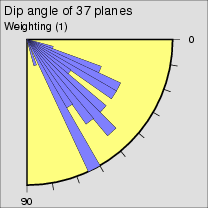 Dip angle of 37 planes
Weighting (1)
0
90